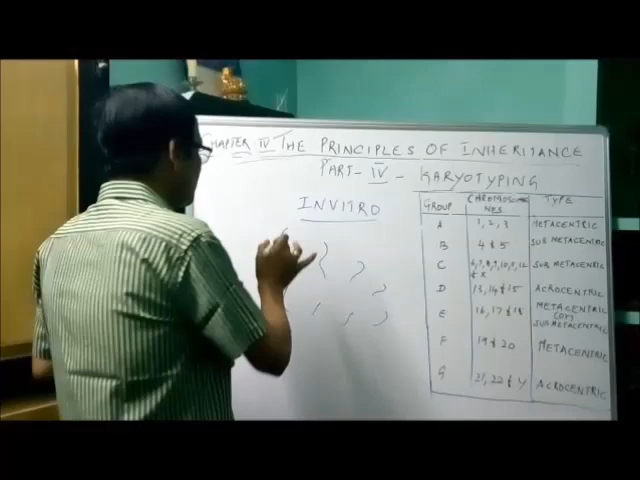 CHAPTER IV THE PRINCIPLES OF INHERITANCE
PART - IV - KARYOTYPING
INVITRO
GROUP CHROMOSOMES NES TYPE
A 1, 2, 3 METACENTRIC
B 4 & 5 SUB METACENTRIC
C 6, 7, 8, 9, 10, 11, 12 & X SUB METACENTRIC
D 13, 14 & 15 ACROCENTRIC
E 16, 17 & 18 METACENTRIC (OR) SUB METACENTRIC
F 19 & 20 METACENTRIC
G 21, 22 & Y ACROCENTRIC